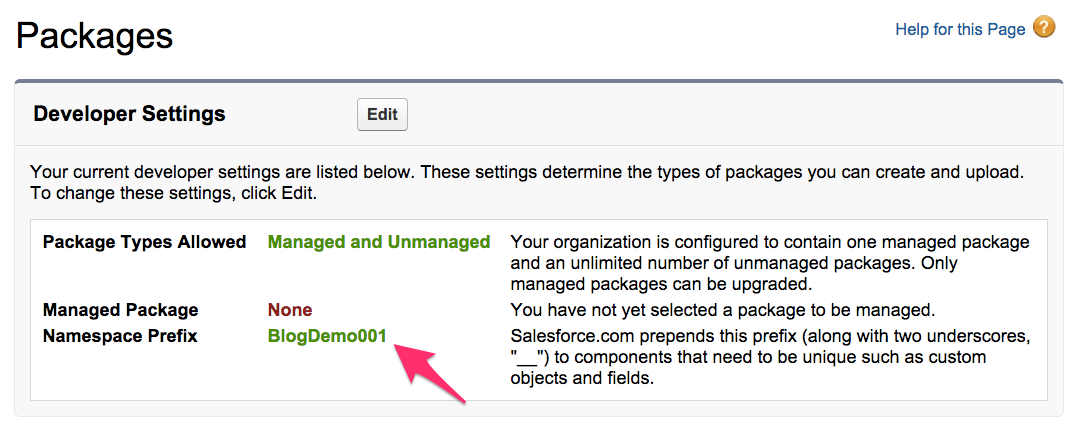 Packages
Help for this Page ?
Developer Settings
Edit
Your current developer settings are listed below. These settings determine the types of packages you can create and upload.
To change these settings, click Edit.
Package Types Allowed
Managed and Unmanaged
Your organization is configured to contain one managed package
and an unlimited number of unmanaged packages. Only
managed packages can be upgraded.
Managed Package
None
You have not yet selected a package to be managed.
Namespace Prefix
BlogDemo001
Salesforce.com prepends this prefix (along with two underscores,
"__") to components that need to be unique such as custom
objects and fields.